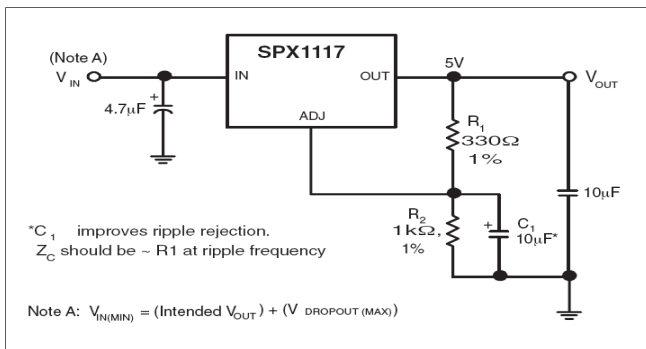 (Note A)
V IN
4.7μF
+
SPX1117
IN
OUT
ADJ
5V
V OUT
R1
330Ω
1%
R2
1kΩ,
1%
+
C1
10μF*
10μF
*C1 improves ripple rejection.
ZC should be ~ R1 at ripple frequency
Note A: VIN(MIN) = (Intended VOUT) + (V DROPOUT (MAX))